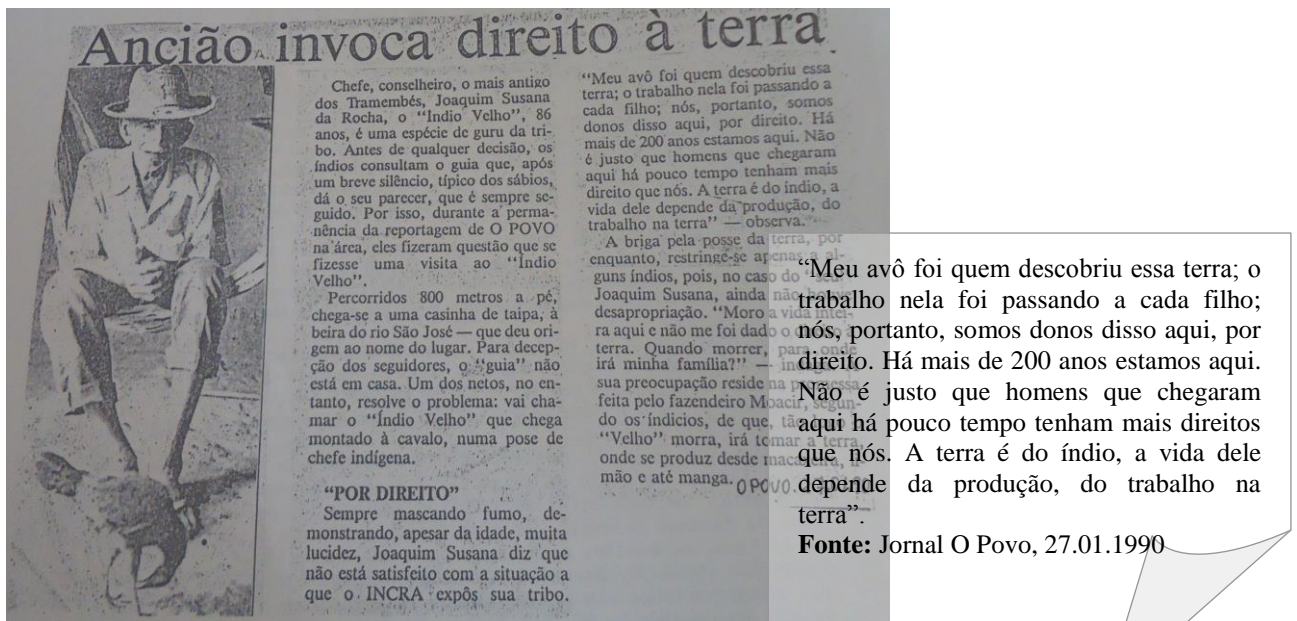 Ancião invoca direito à terra
Chefe, conselheiro, o mais antigo
dos Tramembés, Joaquim Susana
da Rocha, o "Índio Velho", 86
anos, é uma espécie de guru da tri-
bo. Antes de qualquer decisão, os
índios consultam o guia que, após
um breve silêncio, típico dos sábios,
dá o seu parecer, que é sempre se-
guido. Por isso, durante a perma-
nência da reportagem de O POVO
na área, eles fizeram questão que se
fizesse uma visita ao "Índio
Velho".
Percorridos 800 metros a pé,
chega-se a uma casinha de taipa, à
beira do rio São José — que deu ori-
gem ao nome do lugar. Para decep-
ção dos seguidores, o "guia" não
está em casa. Um dos netos, no en-
tanto, resolve o problema: vai cha-
mar o "Índio Velho" que chega
montado à cavalo, numa pose de
chefe indígena.
"POR DIREITO"
Sempre mascando fumo, de-
monstrando, apesar da idade, muita
lucidez, Joaquim Susana diz que
não está satisfeito com a situação a
que o INCRA expôs sua tribo.
"Meu avô foi quem descobriu essa
terra; o trabalho nela foi passando a
cada filho; nós, portanto, somos
donos disso aqui, por direito. Há
mais de 200 anos estamos aqui. Não
é justo que homens que chegaram
aqui há pouco tempo tenham mais
direito que nós. A terra é do índio, a
vida dele depende da produção, do
trabalho na terra" — observa.
A briga pela posse da terra, por
enquanto, restringe-se apenas a al-
guns índios, pois, no caso do
Joaquim Susana, ainda não
desapropriação. "Moro a vida intei-
ra aqui e não me foi dado o
terra. Quando morrer, para onde
irá minha família?" —
sua preocupação reside na
feita pelo fazendeiro Moacir, segun-
do os indícios, de que,
"Velho" morra, irá tomar a terra,
onde se produz desde
mão e até manga. O POVO
“Meu avô foi quem descobriu essa terra; o
trabalho nela foi passando a cada filho;
nós, portanto, somos donos disso aqui, por
direito. Há mais de 200 anos estamos aqui.
Não é justo que homens que chegaram
aqui há pouco tempo tenham mais direitos
que nós. A terra é do índio, a vida dele
depende da produção, do trabalho na
terra”.
Fonte: Jornal O Povo, 27.01.1990